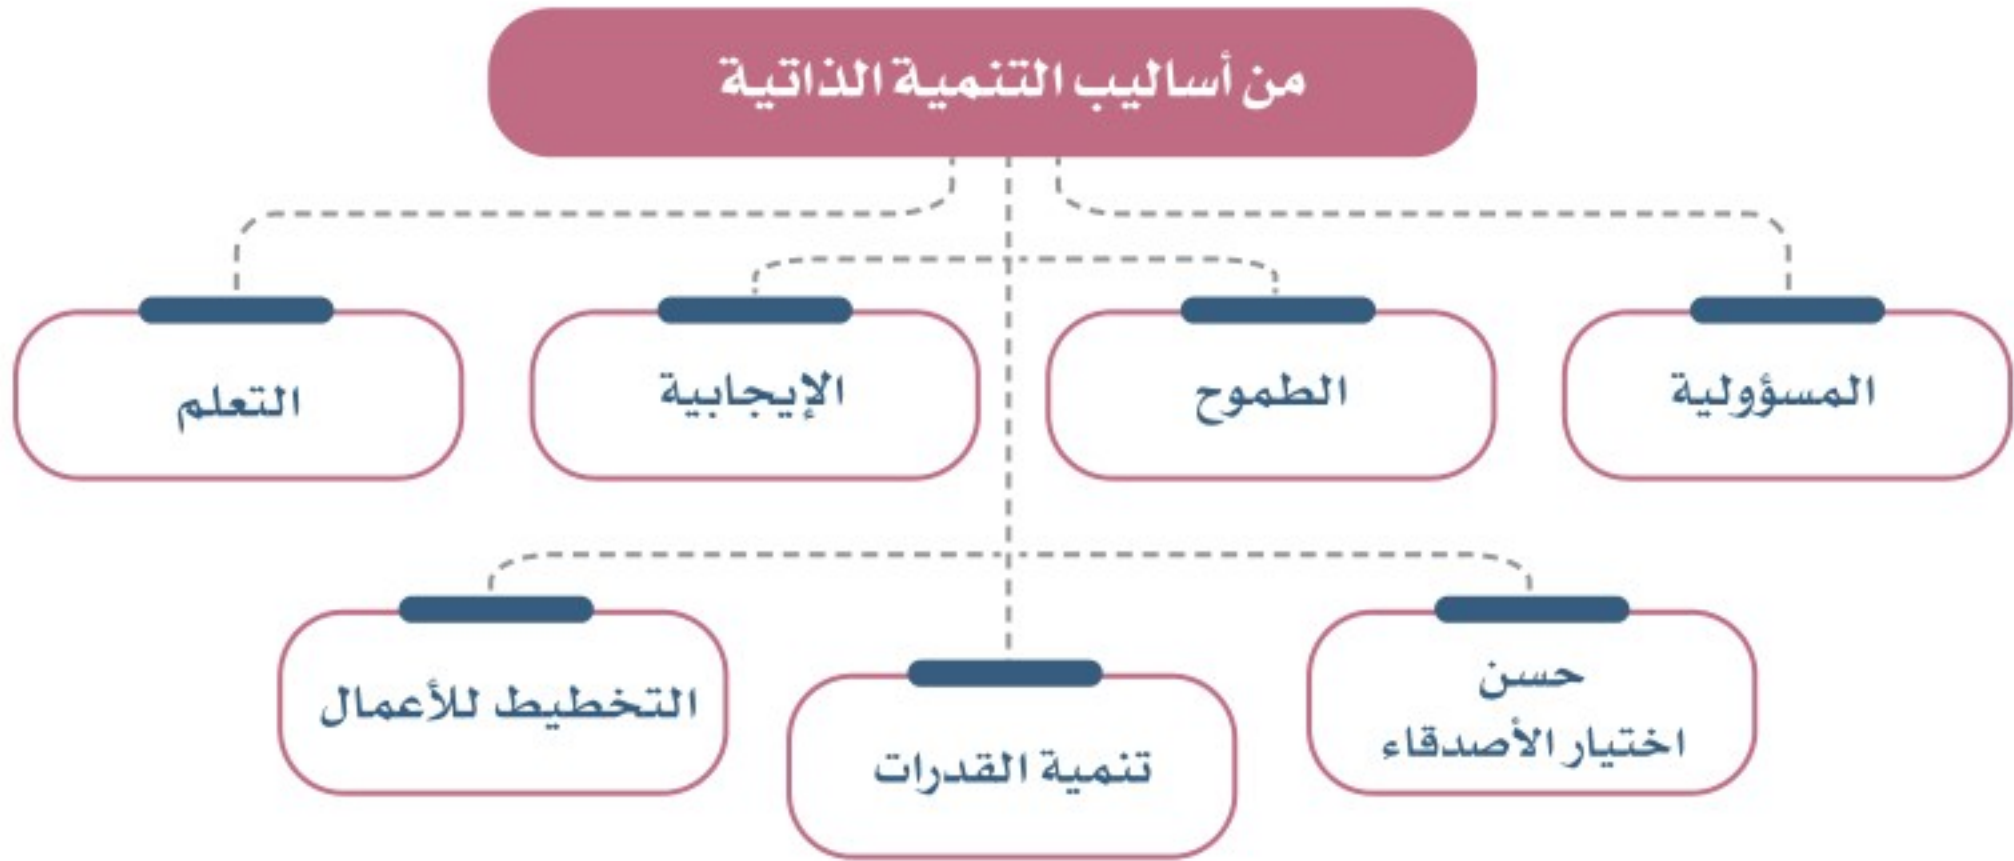 من أساليب التنمية الذاتية
المسؤولية
الطموح
الإيجابية
التعلم
حسن
اختيار الأصدقاء
تنمية القدرات
التخطيط للأعمال